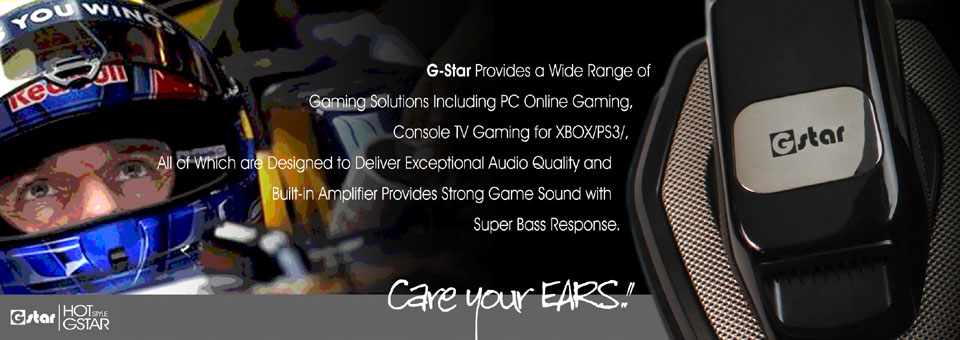 YOU WINGS
Red Bull
G-Star Provides a Wide Range of
Gaming Solutions Including PC Online Gaming,
Console TV Gaming for XBOX/PS3/,
All of Which are Designed to Deliver Exceptional Audio Quality and
Built-in Amplifier Provides Strong Game Sound with
Super Bass Response.
Gstar
Care your EARS.!!
Gstar
HOT STYLE
GSTAR